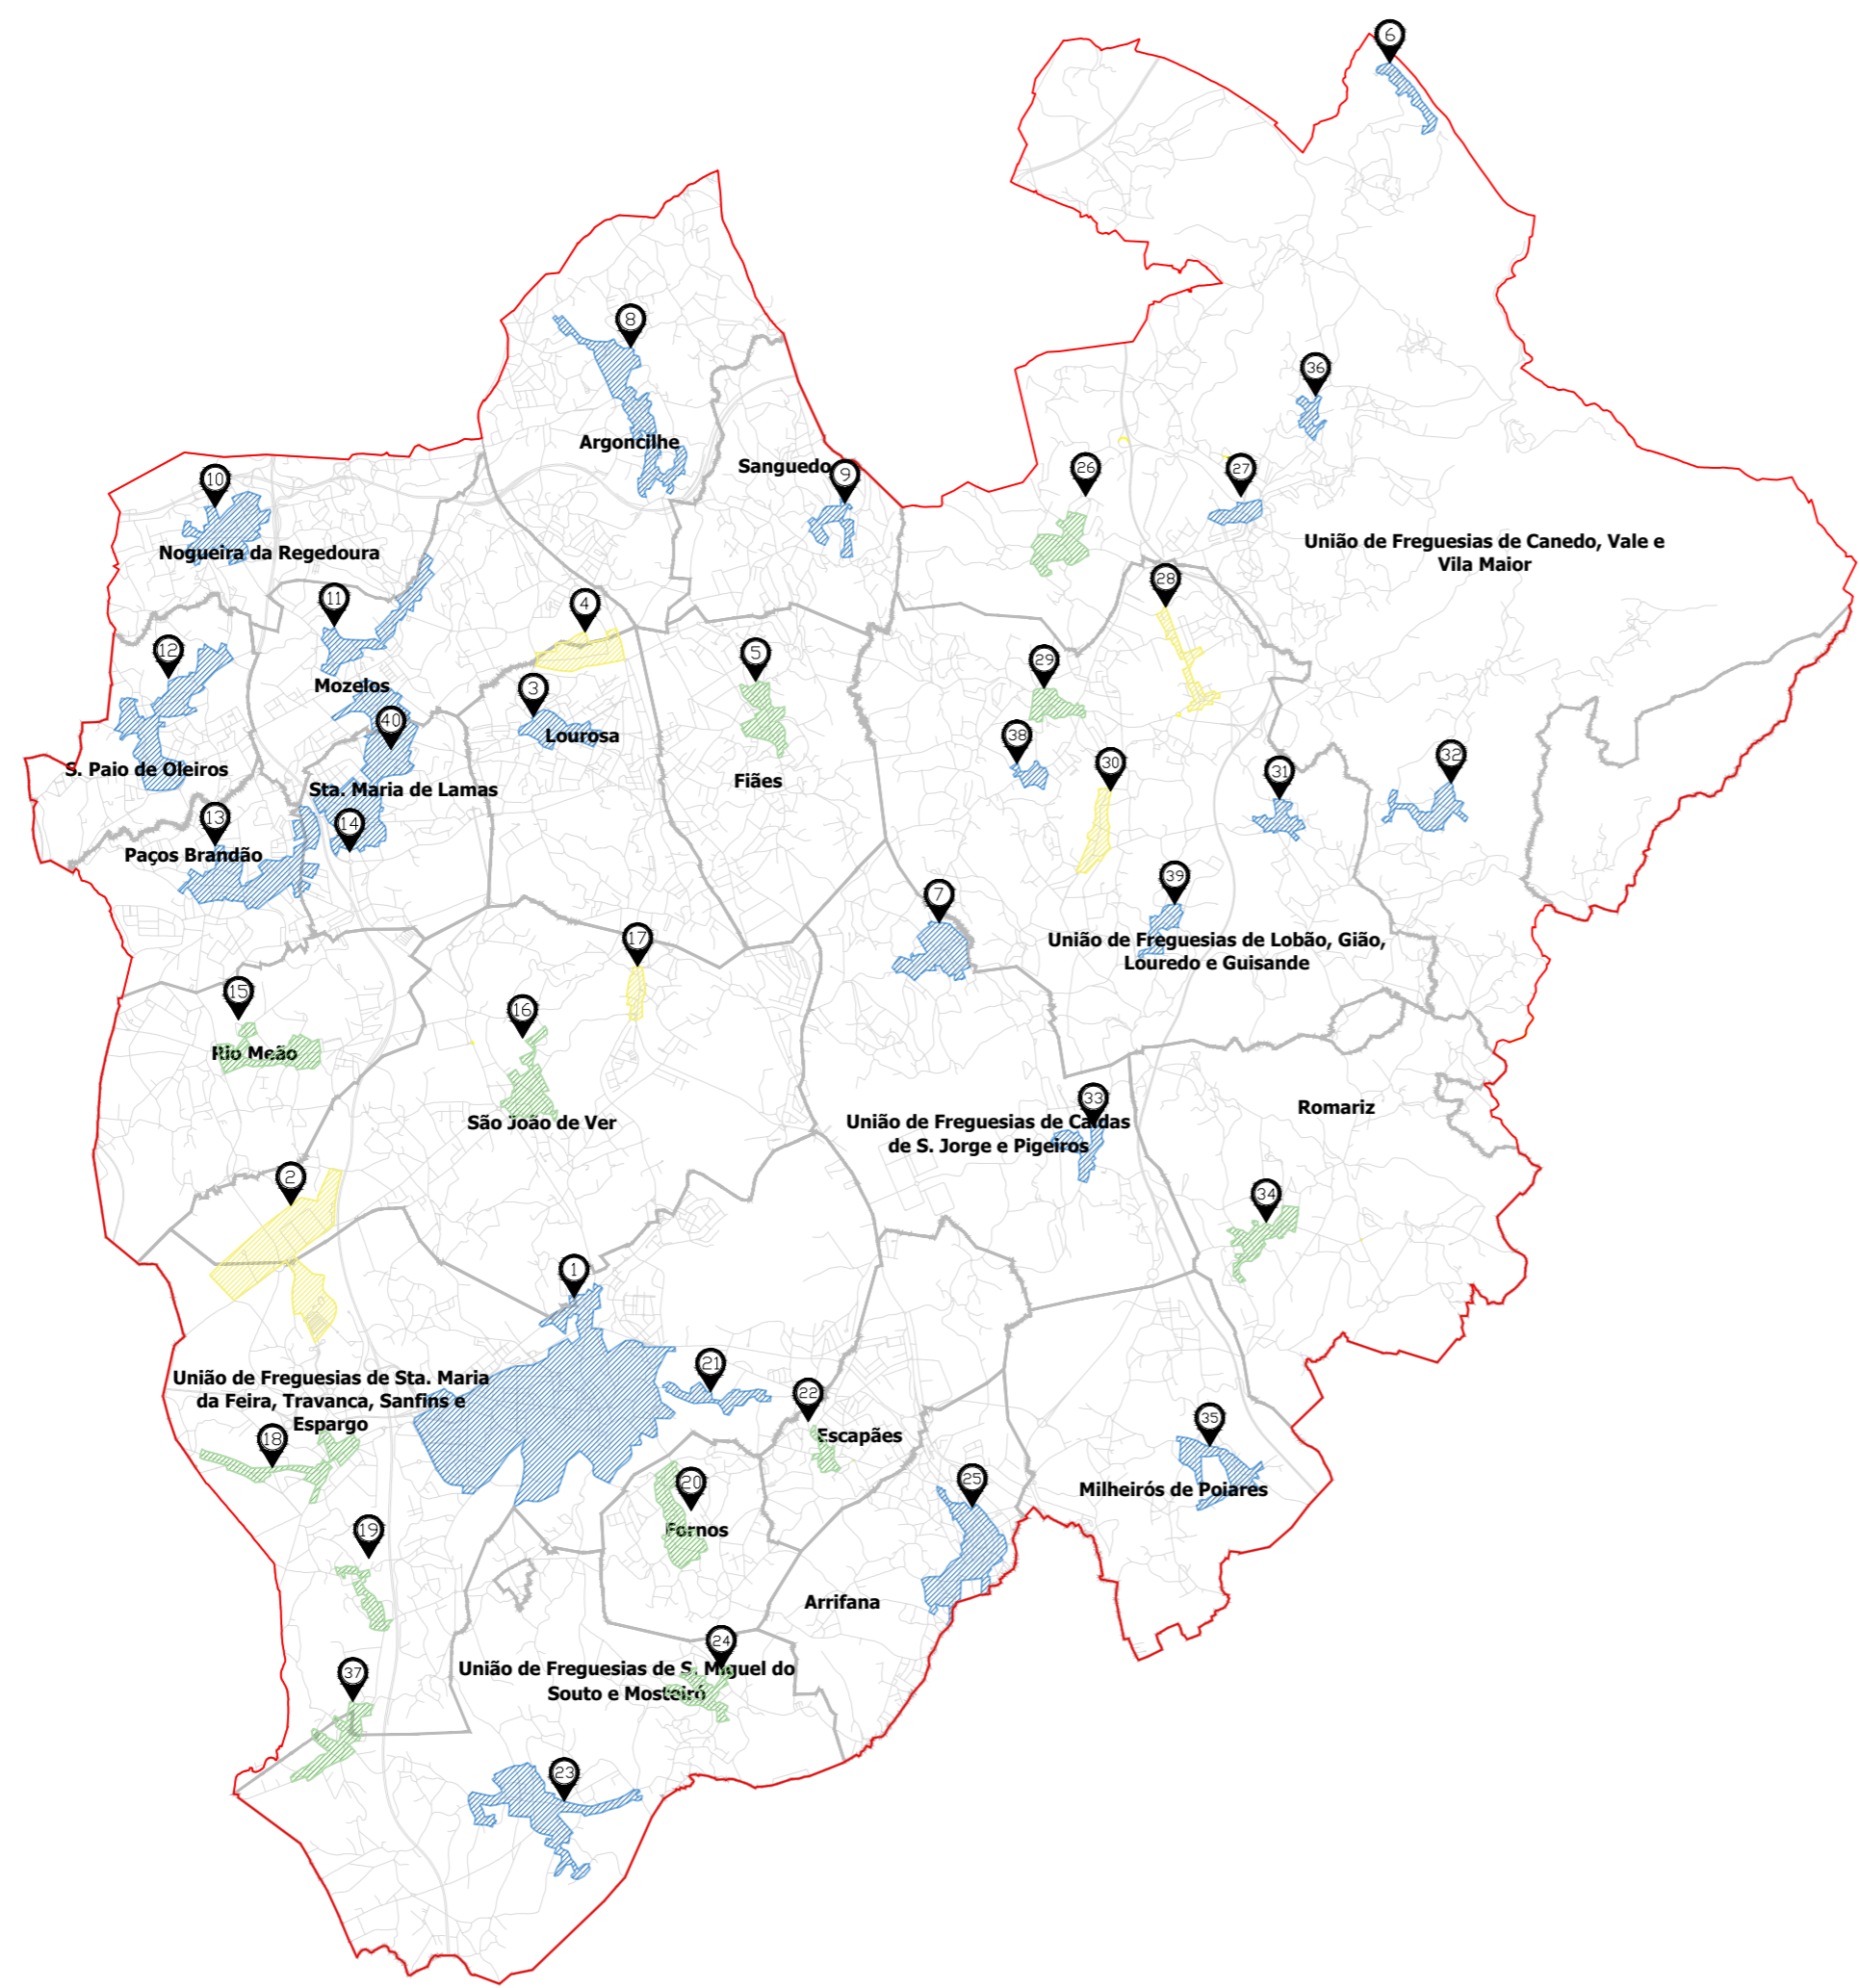 6
8
36
Argoncilhe
Sanguedo
9
26
27
10
Nogueira da Regedoura
União de Freguesias de Canedo, Vale e
Vila Maior
28
11
4
12
5
29
3
Mozelos
40
Lourosa
38
32
S. Paio de Oleiros
Sta. Maria de Lamas
Fiães
30
31
13
14
Paços Brandão
39
7
17
União de Freguesias de Lobão, Gião,
Louredo e Guisande
15
16
Rio Meão
São João de Ver
33
União de Freguesias de Caldas
de S. Jorge e Pigeiros
Romariz
2
34
1
União de Freguesias de Sta. Maria
da Feira, Travanca, Sanfins e
Espargo
21
22
Escapães
18
35
20
25
Milheirós de Poiares
Fornos
19
Arrifana
24
37
União de Freguesias de S. Miguel do
Souto e Mosteiró
23